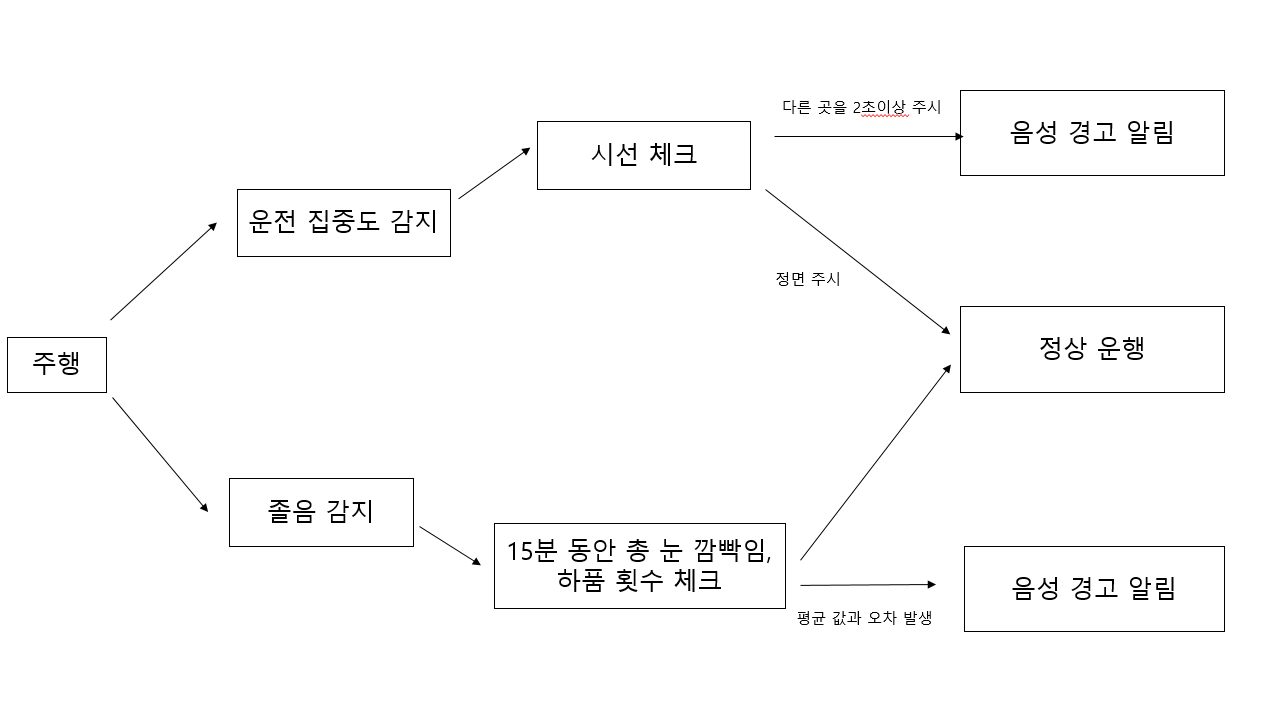 다른 곳을 2초이상 주시
음성 경고 알림
시선 체크
운전 집중도 감지
정면 주시
정상 운행
주행
졸음 감지
15분 동안 총 눈 깜빡임,
하품 횟수 체크
음성 경고 알림
평균 값과 오차 발생